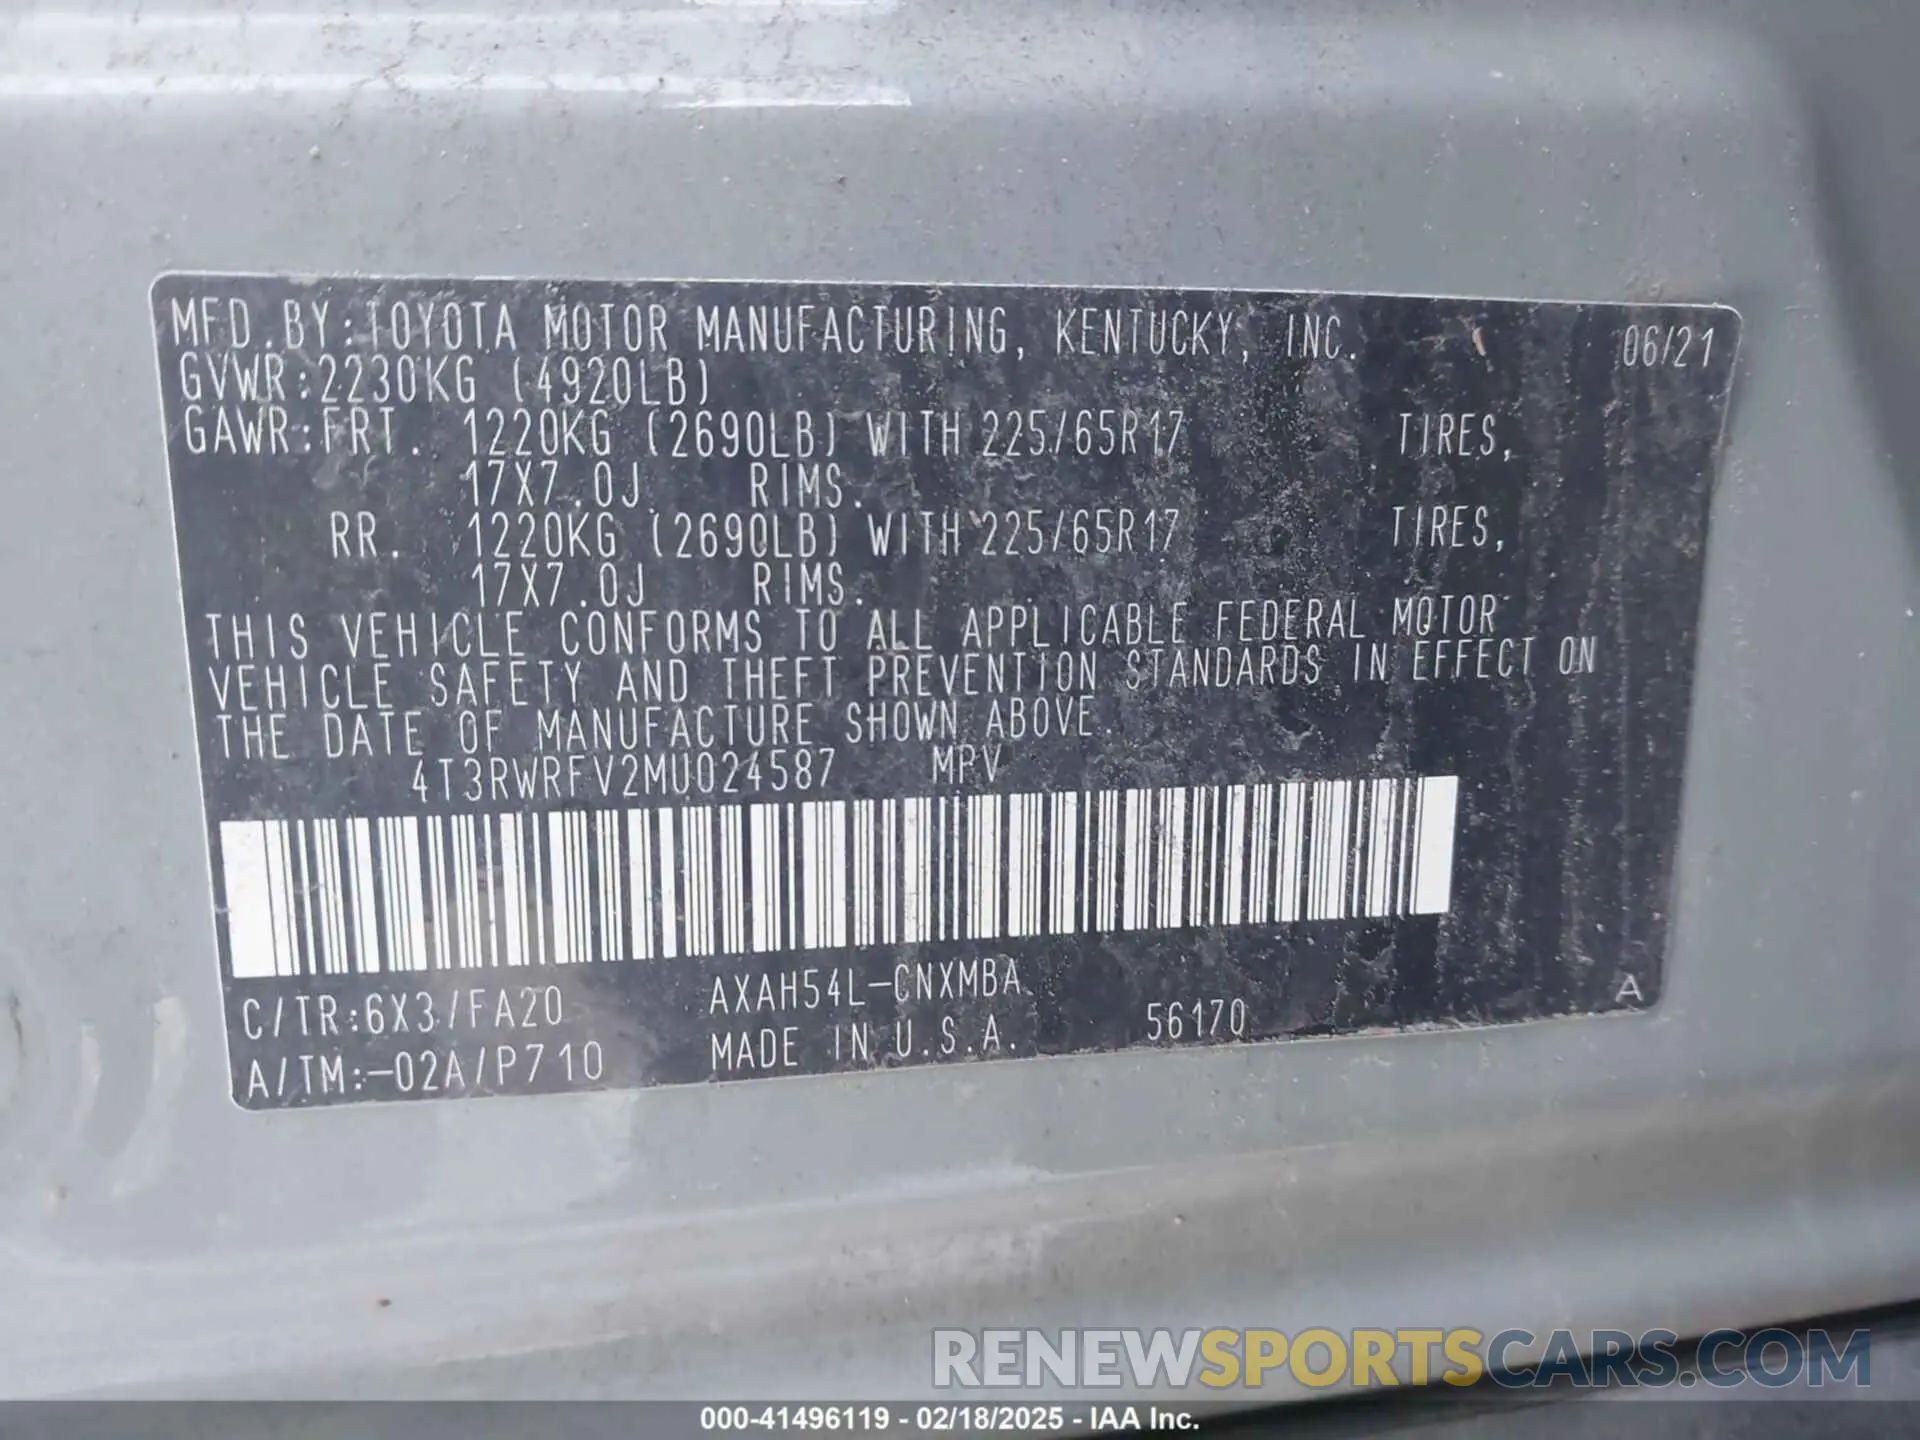 MFD.BY:TOYOTA MOTOR MANUFACTURING, KENTUCKY, INC. 06/21
GVWR:2230KG (4920LB)
GAWR:FRT. 1220KG (2690LB) WITH 225/65R17 TIRES,
17X7.0J RIMS.
RR. 1220KG (2690LB) WITH 225/65R17 TIRES,
17X7.0J RIMS.
THIS VEHICLE CONFORMS TO ALL APPLICABLE FEDERAL MOTOR
VEHICLE SAFETY AND THEFT PREVENTION STANDARDS IN EFFECT ON
THE DATE OF MANUFACTURE SHOWN ABOVE.
4T3RWRFV2MU024587 MPV
C/TR:6X3/FA20 AXAH54L-CNXMBA A
A/TM:-02A/P710 MADE IN U.S.A. 56170
RENEWSPORTSCARS.COM
000-41496119 - 02/18/2025 - IAA Inc.